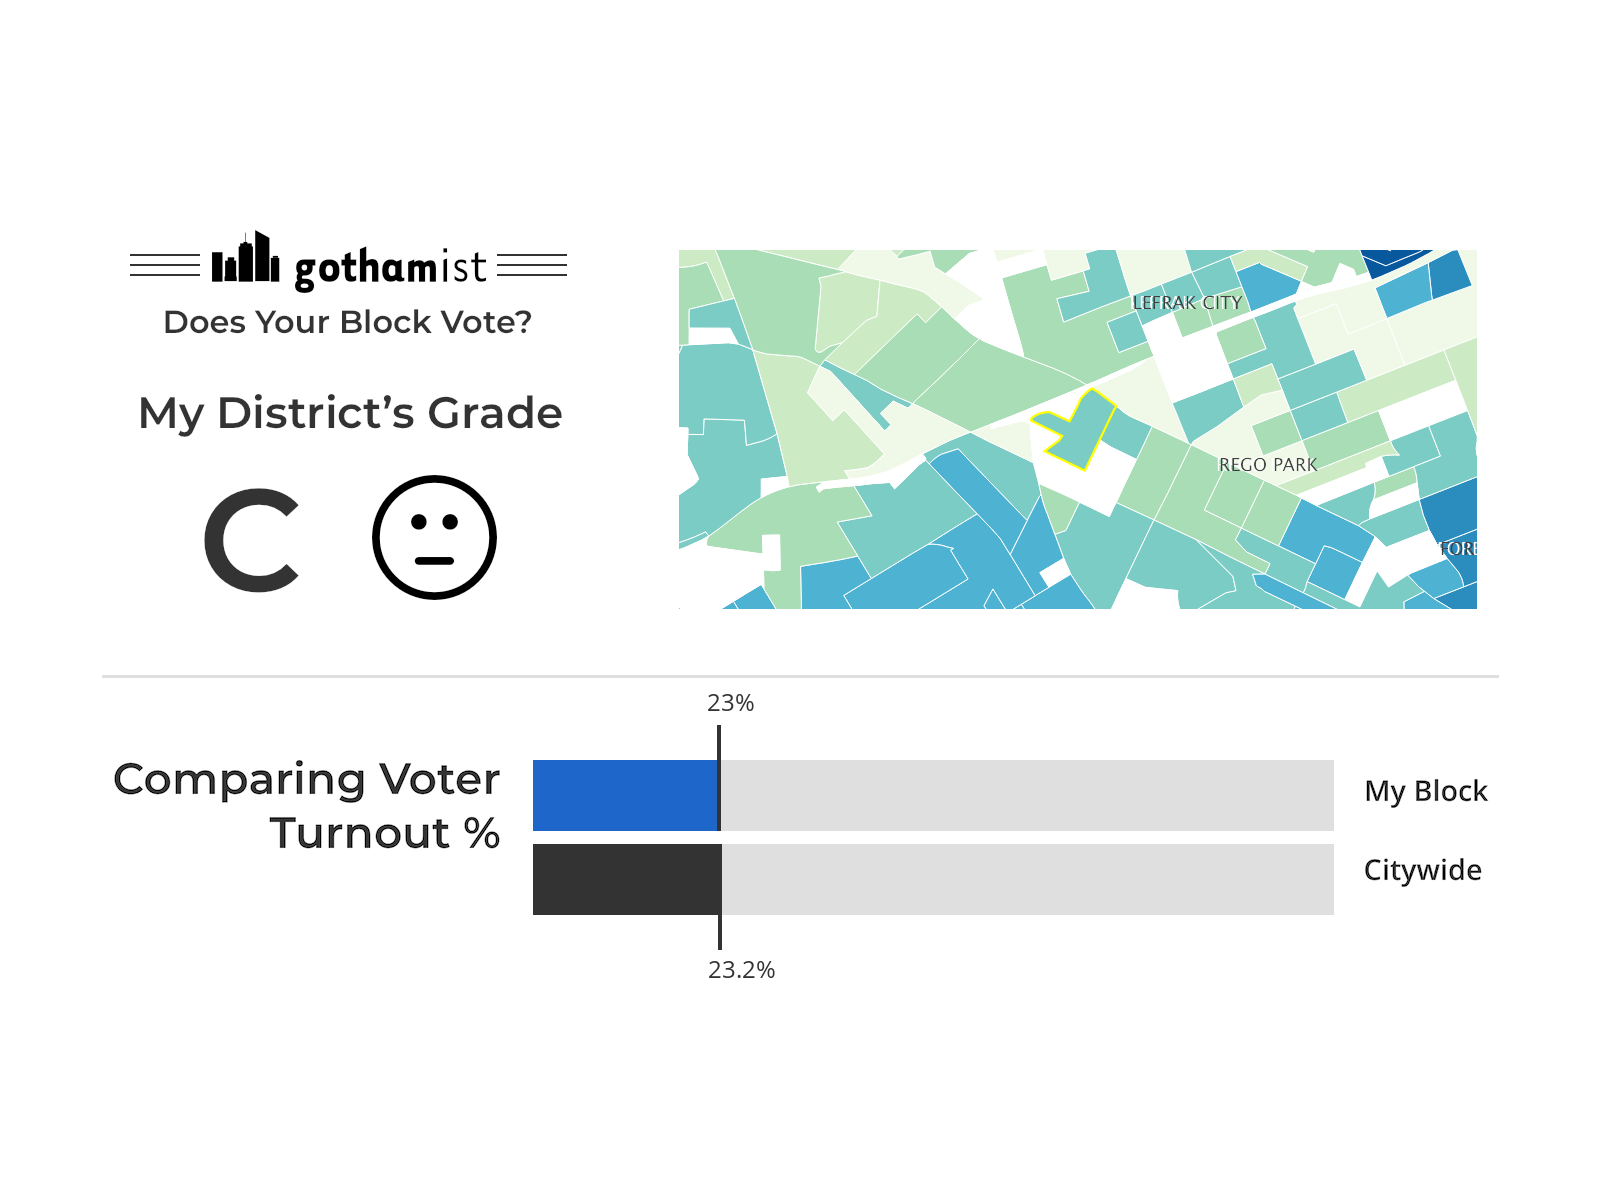 gothamist
Does Your Block Vote?
My District's Grade
C
LEFRAK CITY
REGO PARK
FORE
23%
Comparing Voter
Turnout %
My Block
Citywide
23.2%